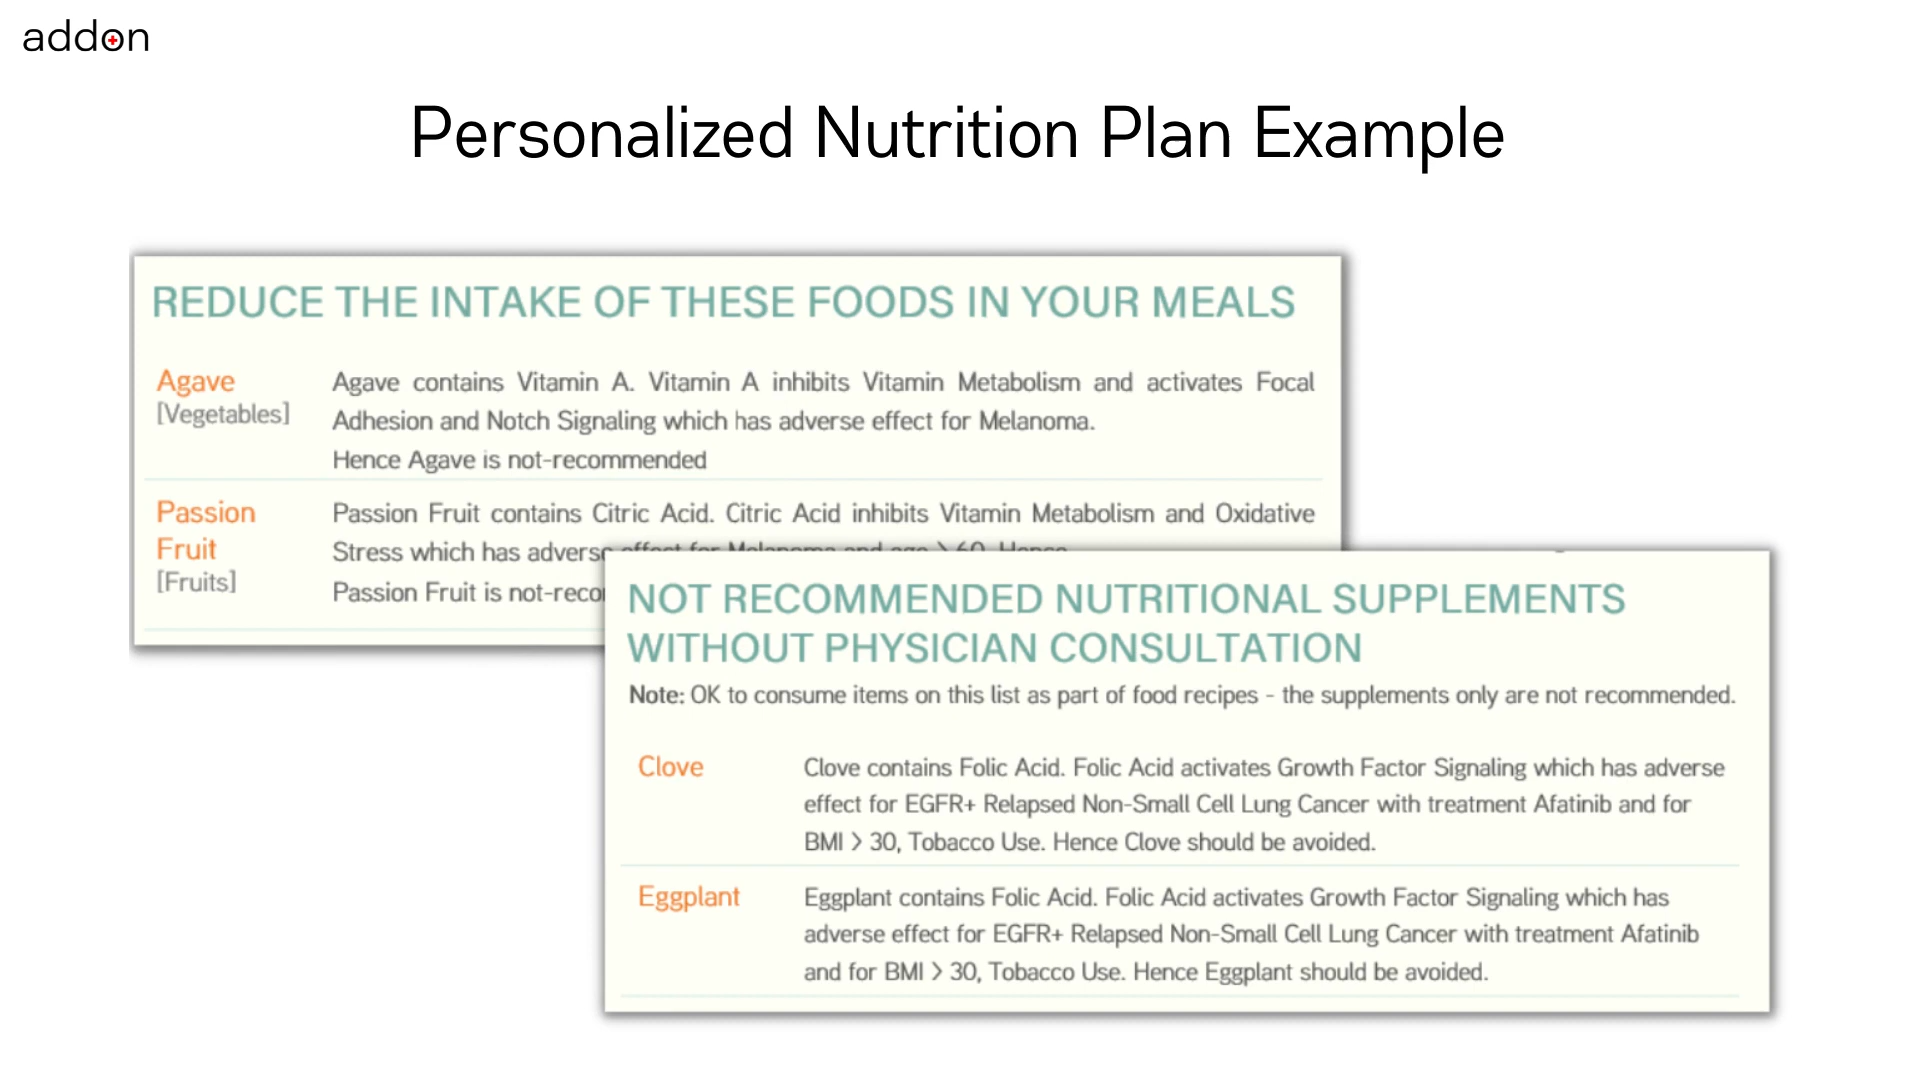 addon
Personalized Nutrition Plan Example
REDUCE THE INTAKE OF THESE FOODS IN YOUR MEALS
Agave
[Vegetables]
Agave contains Vitamin A. Vitamin A inhibits Vitamin Metabolism and activates Focal
Adhesion and Notch Signaling which has adverse effect for Melanoma.
Hence Agave is not-recommended
Passion
Fruit
[Fruits]
Passion Fruit contains Citric Acid. Citric Acid inhibits Vitamin Metabolism and Oxidative
Stress which has adverse effect for Melanoma and age > 60. Hence
Passion Fruit is
NOT RECOMMENDED NUTRITIONAL SUPPLEMENTS
WITHOUT PHYSICIAN CONSULTATION
Note: OK to consume items on this list as part of food recipes - the supplements only are not recommended.
Clove
Clove contains Folic Acid. Folic Acid activates Growth Factor Signaling which has adverse
effect for EGFR+ Relapsed Non-Small Cell Lung Cancer with treatment Afatinib and for
BMI > 30, Tobacco Use. Hence Clove should be avoided.
Eggplant
Eggplant contains Folic Acid. Folic Acid activates Growth Factor Signaling which has
adverse effect for EGFR+ Relapsed Non-Small Cell Lung Cancer with treatment Afatinib
and for BMI > 30, Tobacco Use. Hence Eggplant should be avoided.